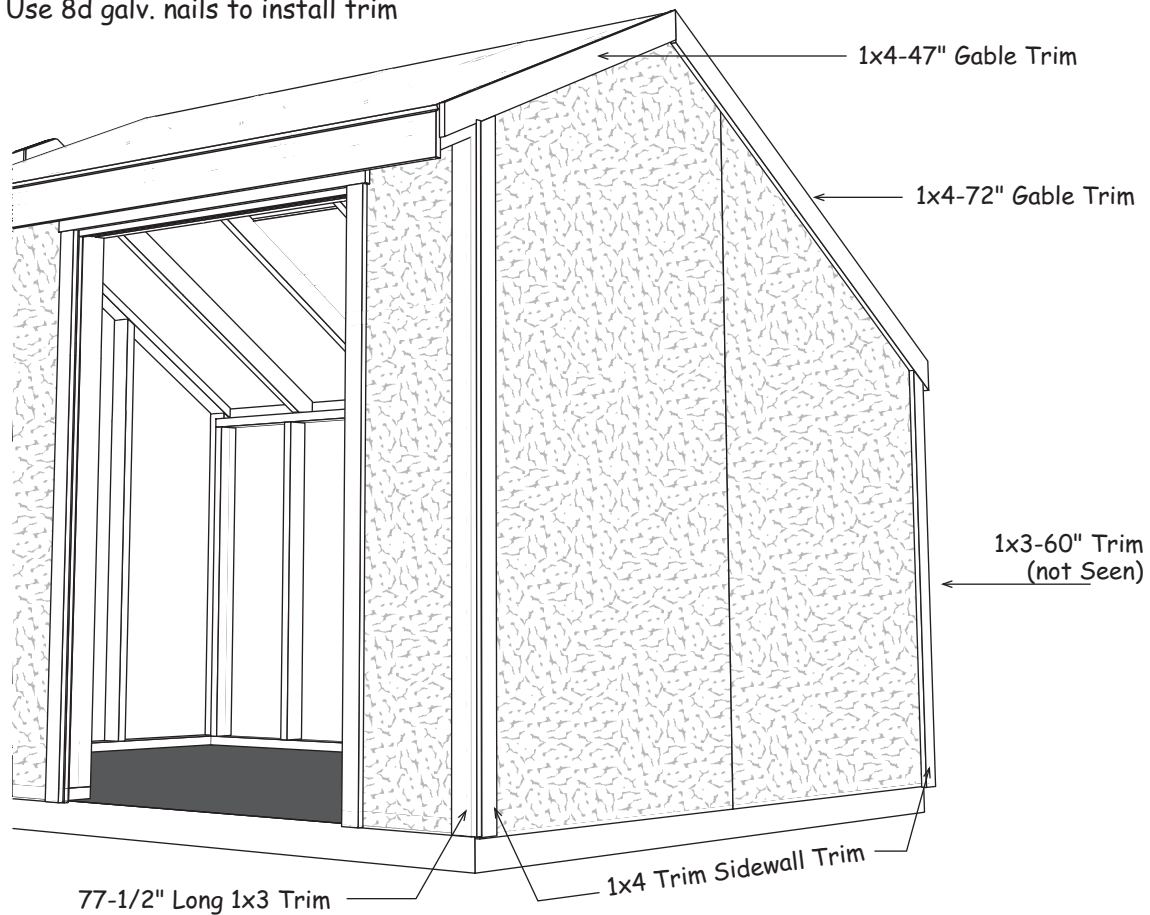 Use 8d galv. nails to install trim
1x4-47" Gable Trim
1x4-72" Gable Trim
1x3-60" Trim
(not Seen)
1x4 Trim Sidewall Trim
77-1/2" Long 1x3 Trim